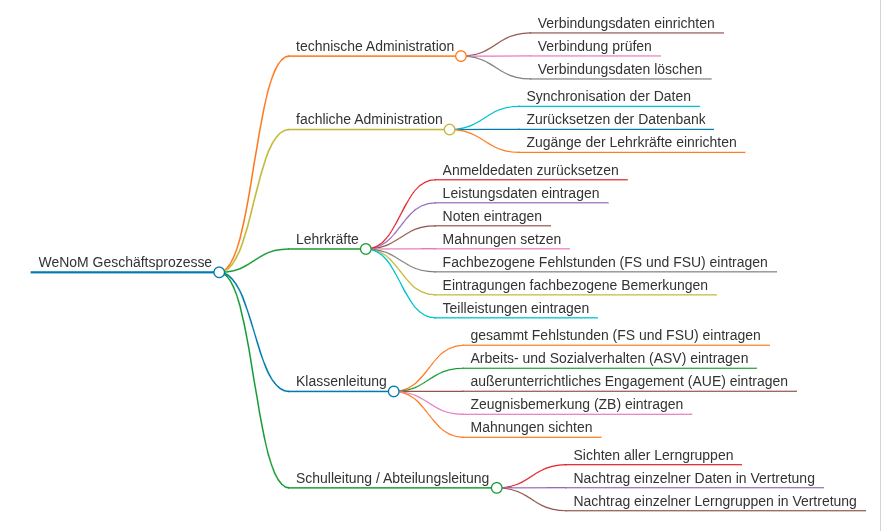 WeNoM Geschäftsprozesse
technische Administration
Verbindungsdaten einrichten
Verbindung prüfen
Verbindungsdaten löschen
fachliche Administration
Synchronisation der Daten
Zurücksetzen der Datenbank
Zugänge der Lehrkräfte einrichten
Lehrkräfte
Anmeldedaten zurücksetzen
Leistungsdaten eintragen
Noten eintragen
Mahnungen setzen
Fachbezogene Fehlstunden (FS und FSU) eintragen
Eintragungen fachbezogene Bemerkungen
Teilleistungen eintragen
Klassenleitung
gesammt Fehlstunden (FS und FSU) eintragen
Arbeits- und Sozialverhalten (ASV) eintragen
außerunterrichtliches Engagement (AUE) eintragen
Zeugnisbemerkung (ZB) eintragen
Mahnungen sichten
Schulleitung / Abteilungsleitung
Sichten aller Lerngruppen
Nachtrag einzelner Daten in Vertretung
Nachtrag einzelner Lerngruppen in Vertretung